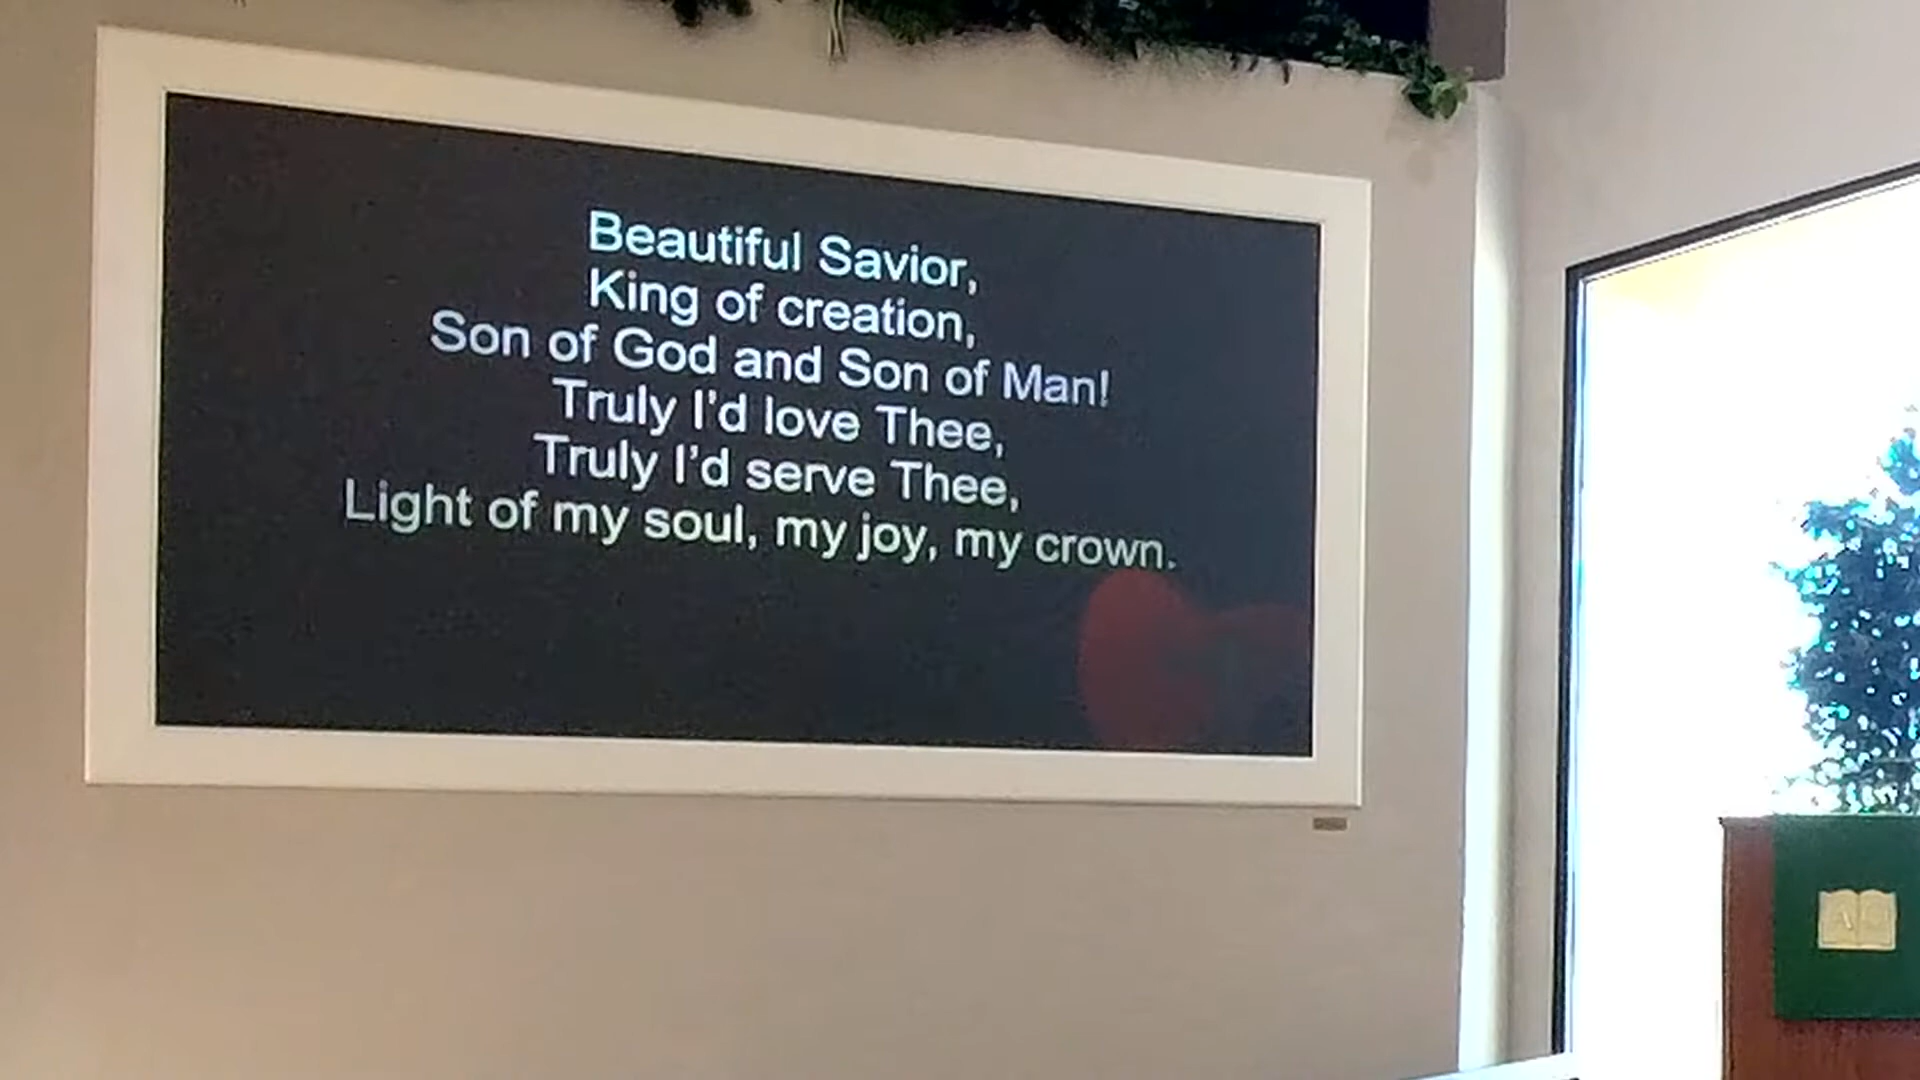 Beautiful Savior,
King of creation,
Son of God and Son of Man!
Truly I'd love Thee,
Truly I'd serve Thee,
Light of my soul, my joy, my crown.